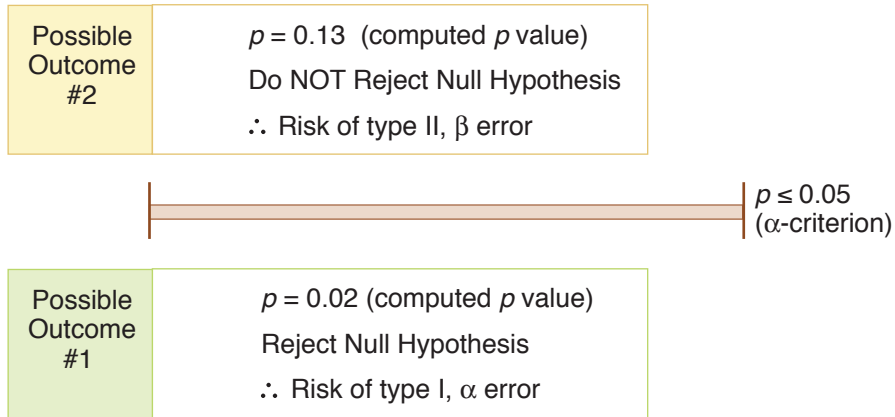 Possible
Outcome
#2
p = 0.13 (computed p value)
Do NOT Reject Null Hypothesis
∴ Risk of type II, β error
p ≤ 0.05
(α-criterion)
Possible
Outcome
#1
p = 0.02 (computed p value)
Reject Null Hypothesis
∴ Risk of type I, α error